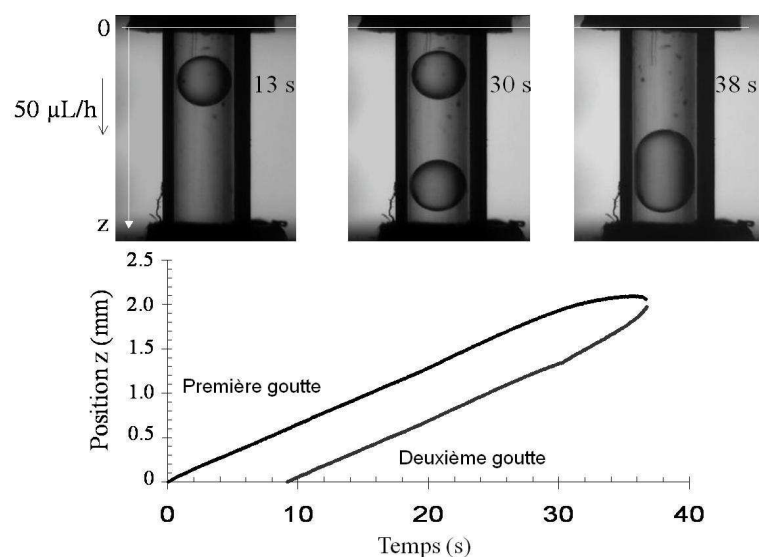 0
13 s
30 s
38 s
50 µL/h
z
2.5
2.0
1.5
1.0
0.5
0
Position z (mm)
Première goutte
Deuxième goutte
0 10 20 30 40
Temps (s)